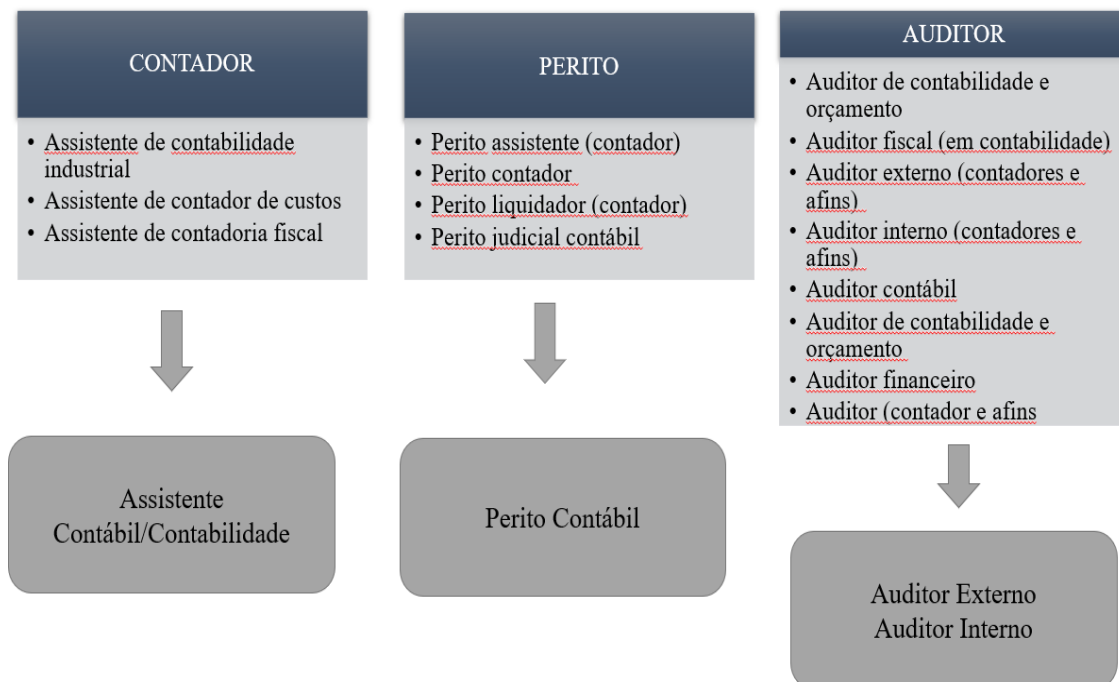 CONTADOR
• Assistente de contabilidade
industrial
• Assistente de contador de custos
• Assistente de contadoria fiscal
Assistente
Contábil/Contabilidade
PERITO
• Perito assistente (contador)
• Perito contador
• Perito liquidador (contador)
• Perito judicial contábil
Perito Contábil
AUDITOR
• Auditor de contabilidade e
orçamento
• Auditor fiscal (em contabilidade)
• Auditor externo (contadores e
afins)
• Auditor interno (contadores e
afins)
• Auditor contábil
• Auditor de contabilidade e
orçamento
• Auditor financeiro
• Auditor (contador e afins
Auditor Externo
Auditor Interno